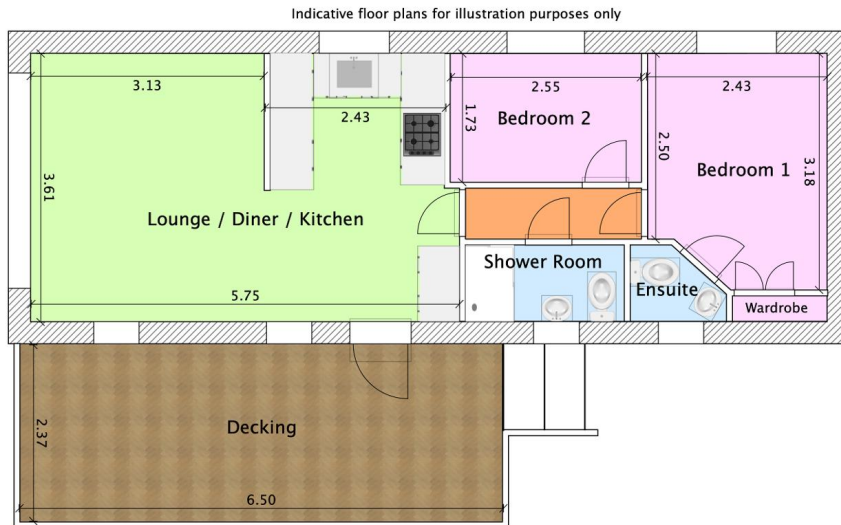 Indicative floor plans for illustration purposes only
3.13
2.55
2.43
2.43
1.73
Bedroom 2
2.50
Bedroom 1
3.18
3.61
Lounge / Diner / Kitchen
Shower Room
Ensuite
5.75
Wardrobe
2.37
Decking
6.50